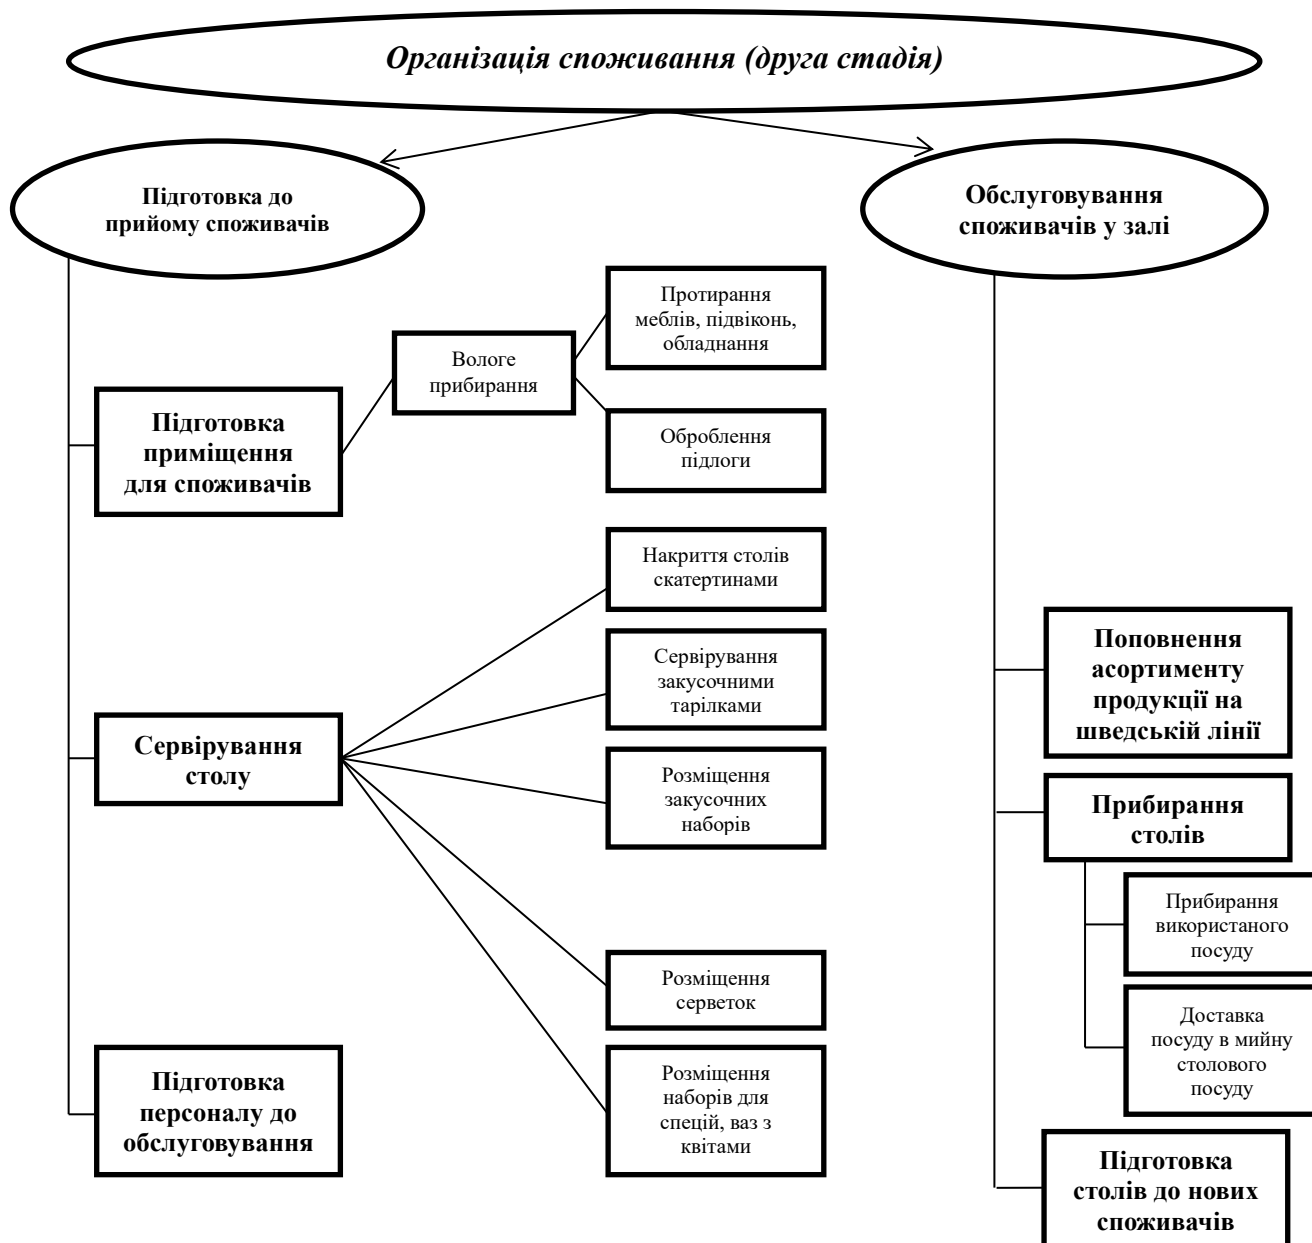 Організація споживання (друга стадія)
Підготовка до
прийому споживачів
Обслуговування
споживачів у залі
Протирання
меблів, підвіконь,
обладнання
Вологе
прибирання
Підготовка
приміщення
для споживачів
Оброблення
підлоги
Накриття столів
скатертинами
Сервірування
закусочними
тарілками
Сервірування
столу
Розміщення
закусочних
наборів
Розміщення
серветок
Розміщення
наборів для
спецій, ваз з
квітами
Підготовка
персоналу до
обслуговування
Поповнення
асортименту
продукції на
шведській лінії
Прибирання
столів
Прибирання
використаного
посуду
Доставка
посуду в мийну
столового
посуду
Підготовка
столів до нових
споживачів